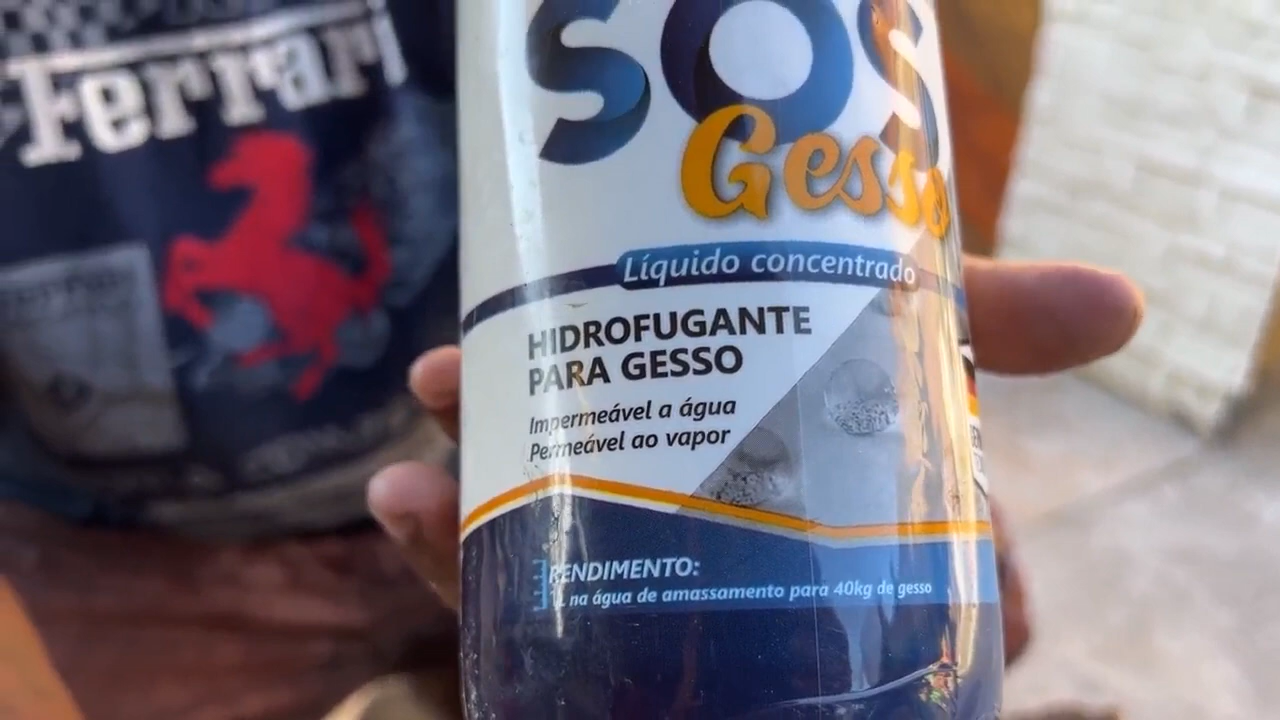 Ferrari
SOS
Gesso
Líquido concentrado
HIDROFUGANTE
PARA GESSO
Impermeável a água
Permeável ao vapor
RENDIMENTO:
1L na água de amassamento para 40kg de gesso